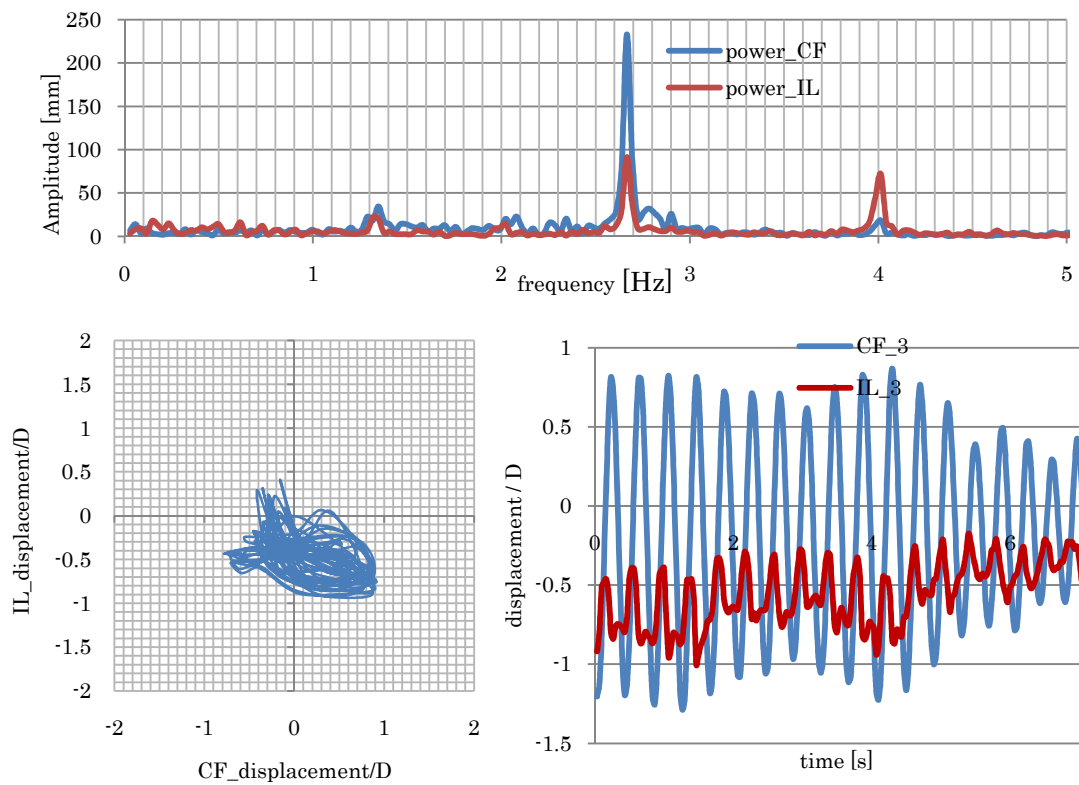 250
200
150
100
50
0
Amplitude [mm]
power_CF
power_IL
0 1 2 3 4 5
frequency [Hz]
2
1.5
1
0.5
0
-0.5
-1
-1.5
-2
IL_displacement/D
-2 -1 0 1 2
CF_displacement/D
1
0.5
0
-0.5
-1
-1.5
displacement / D
CF_3
IL_3
0 2 4 6
time [s]